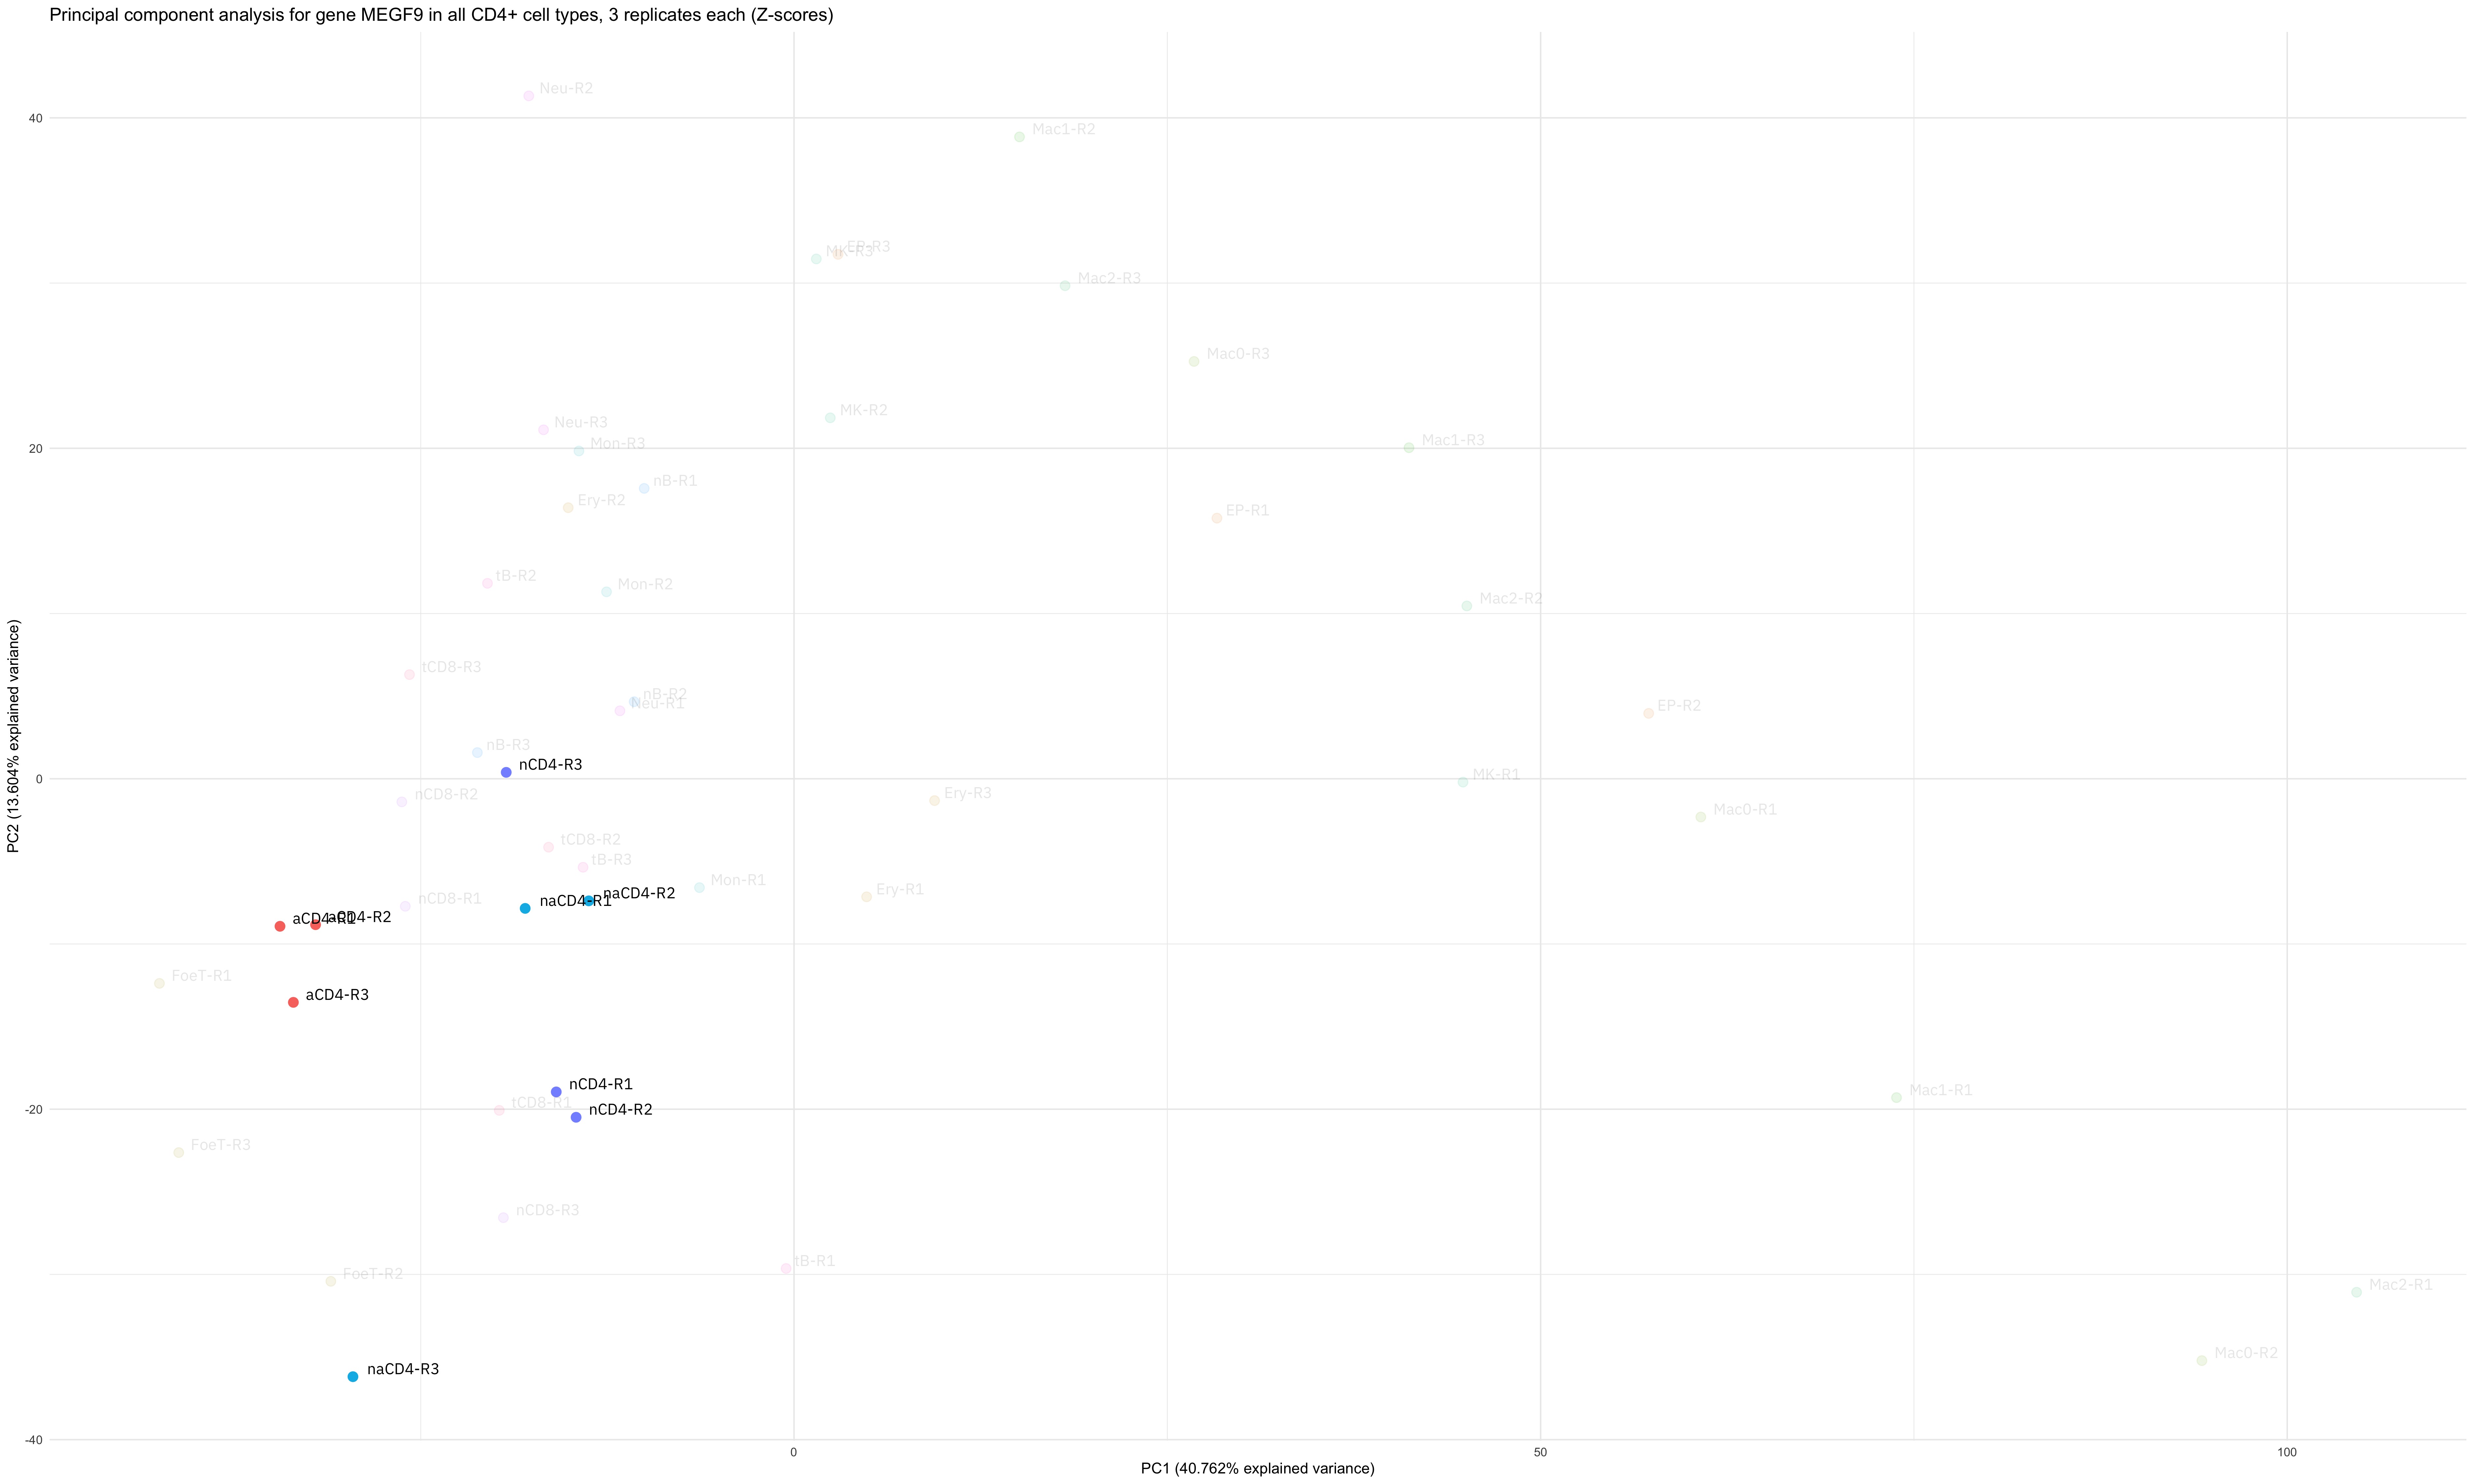 Principal component analysis for gene MEGF9 in all CD4+ cell types, 3 replicates each (Z-scores)
Neu-R2
40
Mac1-R2
EP-R3
MK-R3
Mac2-R3
Mac0-R3
MK-R2
Neu-R3
Mac1-R3
Mon-R3
20
nB-R1
Ery-R2
EP-R1
tB-R2
Mon-R2
Mac2-R2
tCD8-R3
nB-R2
Neu-R1
EP-R2
nB-R3
nCD4-R3
MK-R1
0
nCD8-R2
Ery-R3
Mac0-R1
tCD8-R2
tB-R3
Mon-R1
Ery-R1
naCD4-R2
nCD8-R1
naCD4-R1
aCD4-R1
aCD4-R2
FoeT-R1
aCD4-R3
nCD4-R1
Mac1-R1
tCD8-R1
nCD4-R2
-20
FoeT-R3
nCD8-R3
tB-R1
FoeT-R2
Mac2-R1
Mac0-R2
naCD4-R3
-40
0
50
100
PC1 (40.762% explained variance)
PC2 (13.604% explained variance)